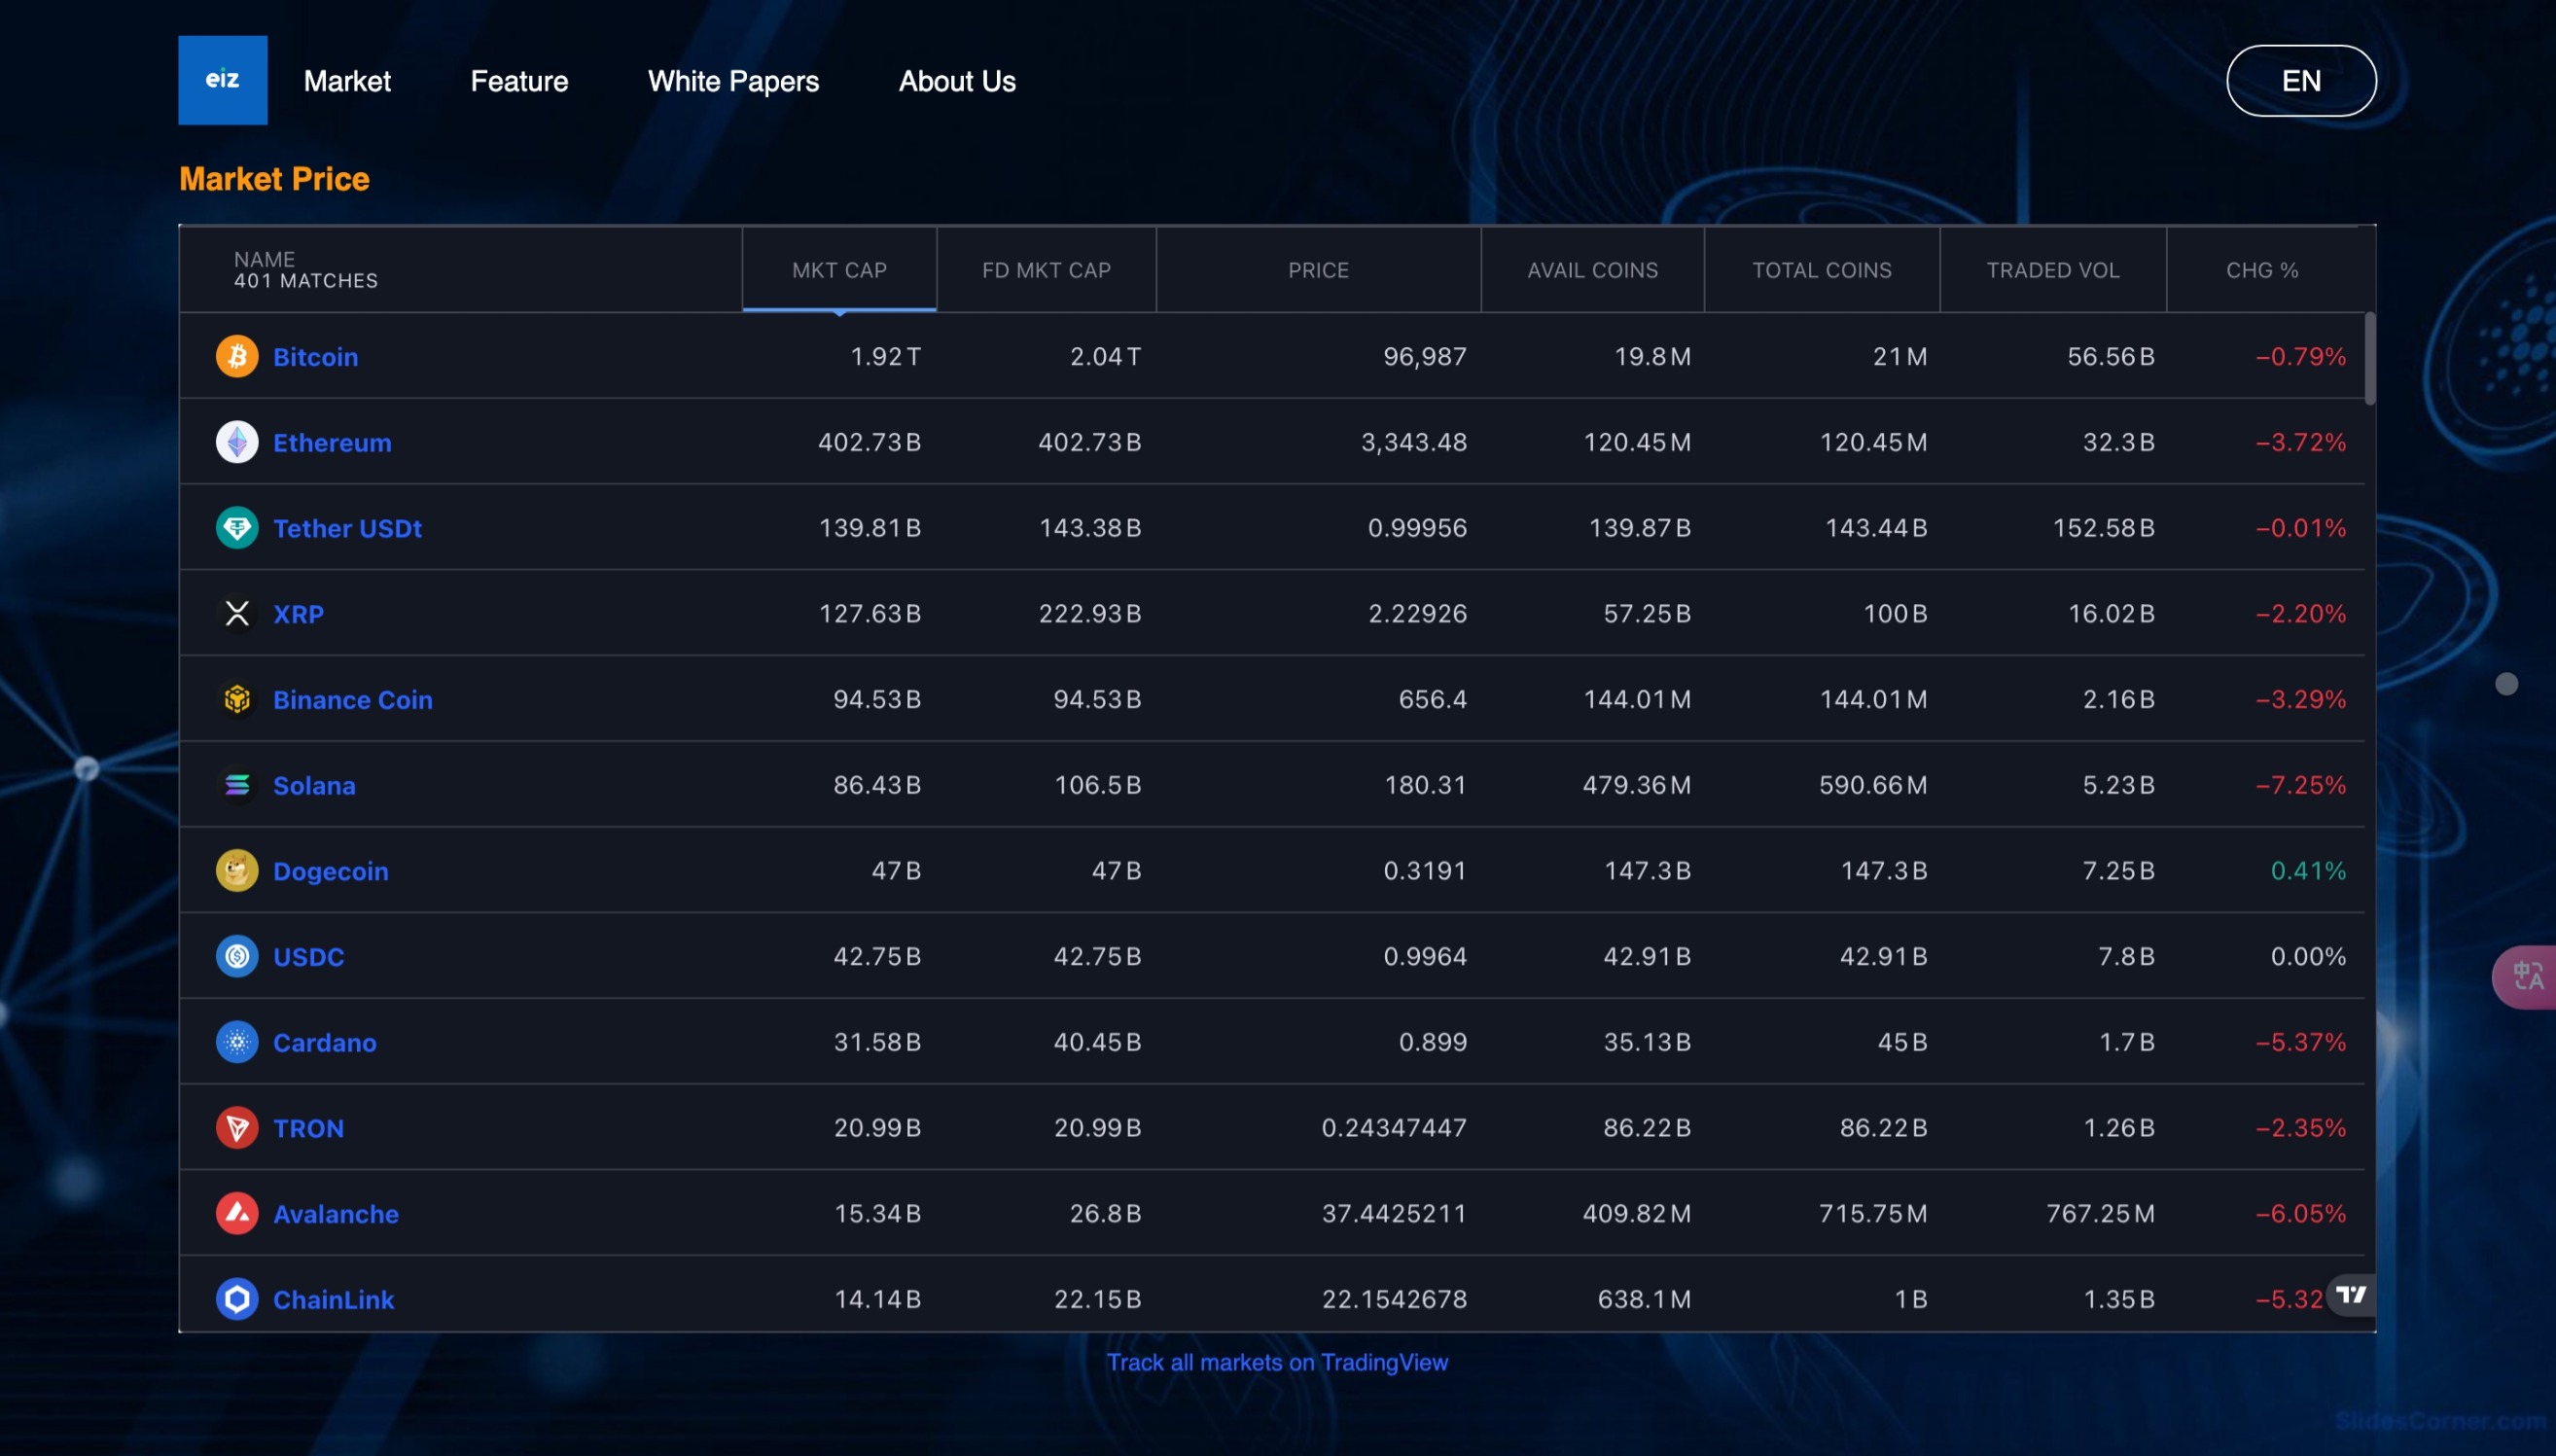 eiz Market Feature White Papers About Us EN
Market Price
NAME
401 MATCHES
MKT CAP FD MKT CAP PRICE AVAIL COINS TOTAL COINS TRADED VOL CHG %
Bitcoin 1.92 T 2.04 T 96,987 19.8 M 21 M 56.56 B −0.79%
Ethereum 402.73 B 402.73 B 3,343.48 120.45 M 120.45 M 32.3 B −3.72%
Tether USDt 139.81 B 143.38 B 0.99956 139.87 B 143.44 B 152.58 B −0.01%
XRP 127.63 B 222.93 B 2.22926 57.25 B 100 B 16.02 B −2.20%
Binance Coin 94.53 B 94.53 B 656.4 144.01 M 144.01 M 2.16 B −3.29%
Solana 86.43 B 106.5 B 180.31 479.36 M 590.66 M 5.23 B −7.25%
Dogecoin 47 B 47 B 0.3191 147.3 B 147.3 B 7.25 B 0.41%
USDC 42.75 B 42.75 B 0.9964 42.91 B 42.91 B 7.8 B 0.00%
Cardano 31.58 B 40.45 B 0.899 35.13 B 45 B 1.7 B −5.37%
TRON 20.99 B 20.99 B 0.24347447 86.22 B 86.22 B 1.26 B −2.35%
Avalanche 15.34 B 26.8 B 37.4425211 409.82 M 715.75 M 767.25 M −6.05%
ChainLink 14.14 B 22.15 B 22.1542678 638.1 M 1 B 1.35 B −5.32
中A
Track all markets on TradingView
SlidesCorner.com